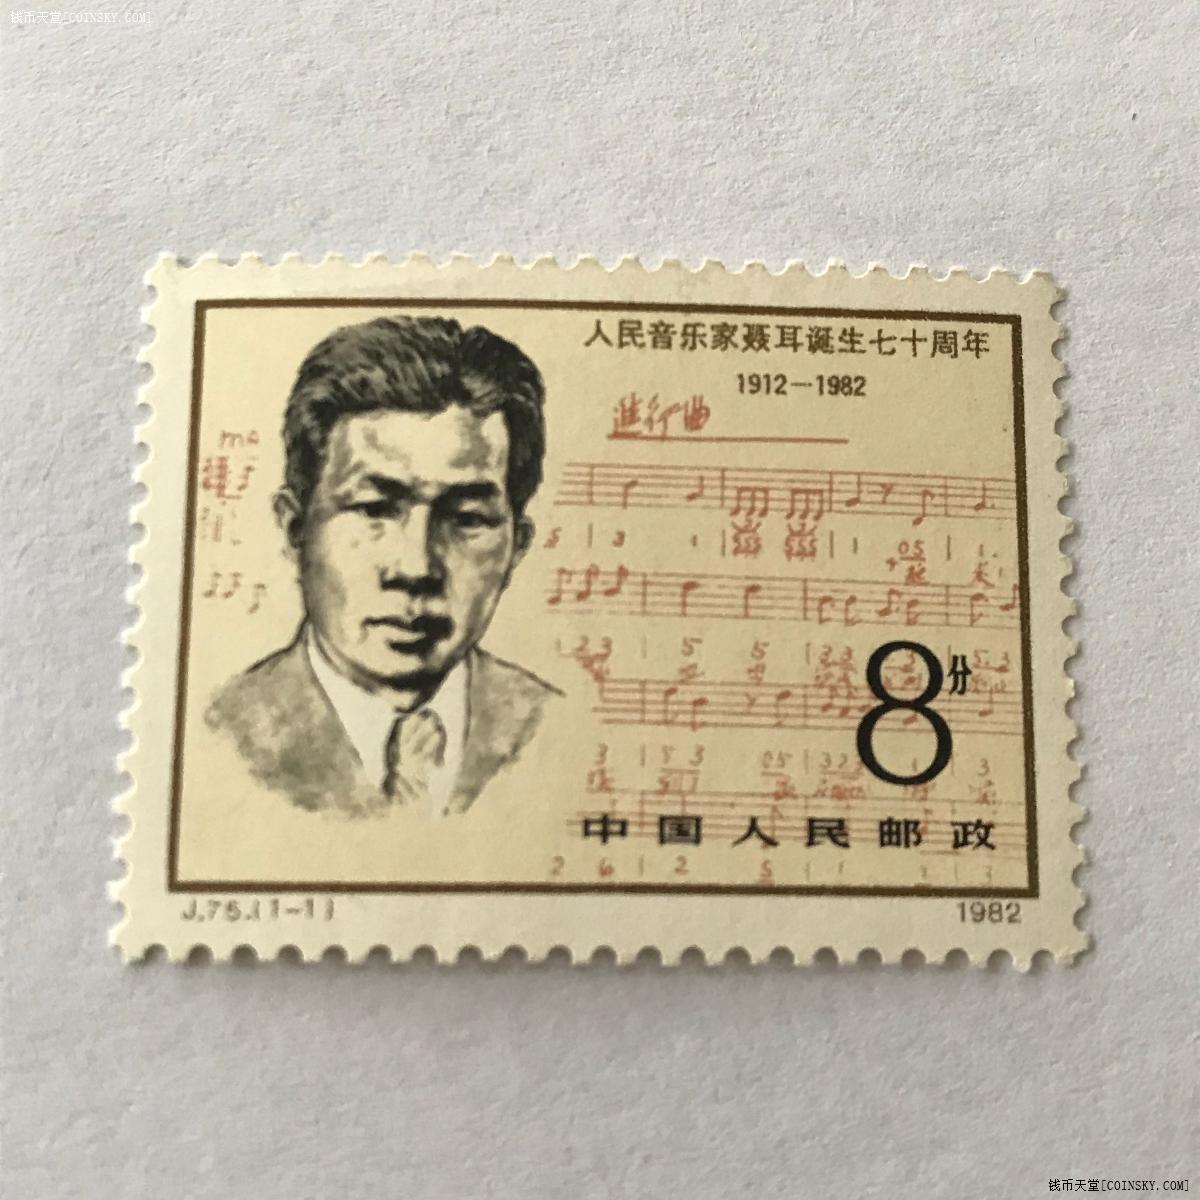 钱币天堂[COINSKY.COM]
人民音乐家聂耳诞生七十周年
1912—1982
進行曲
8分
中国人民邮政
J.75.(1-1)
1982
钱币天堂[COINSKY.COM]